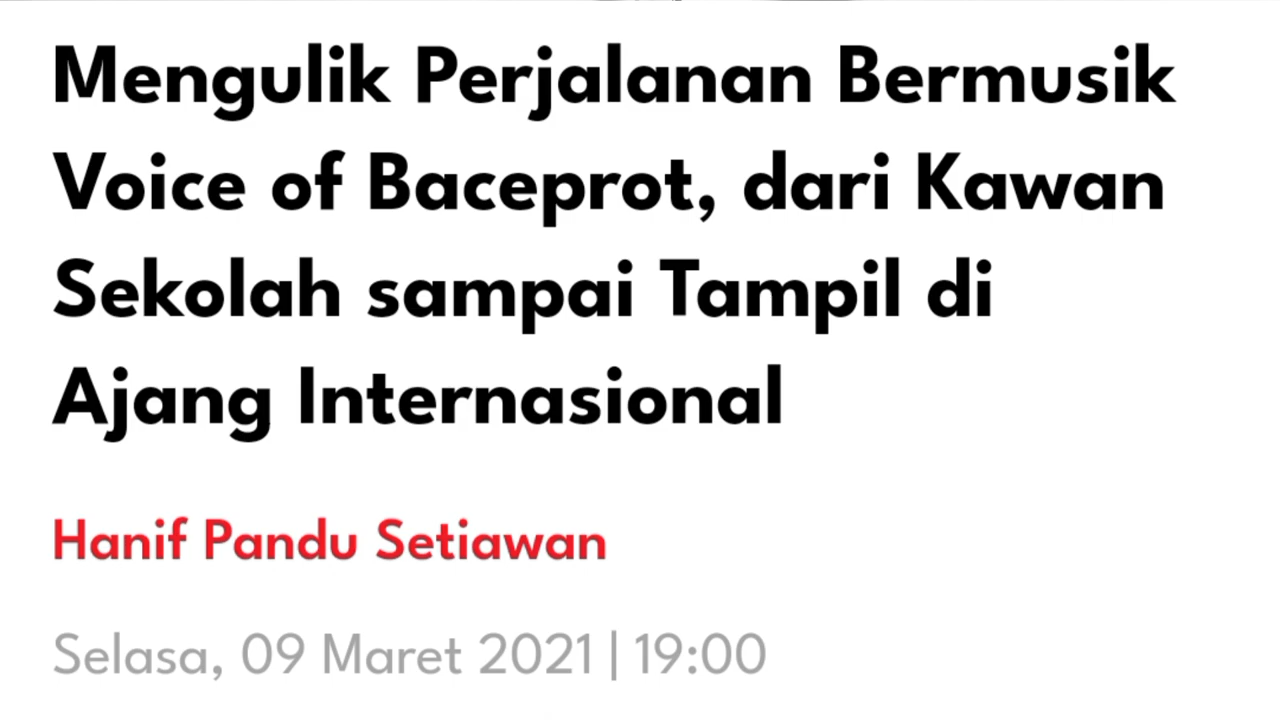 Mengulik Perjalanan Bermusik
Voice of Baceprot, dari Kawan
Sekolah sampai Tampil di
Ajang Internasional
Hanif Pandu Setiawan
Selasa, 09 Maret 2021 | 19:00